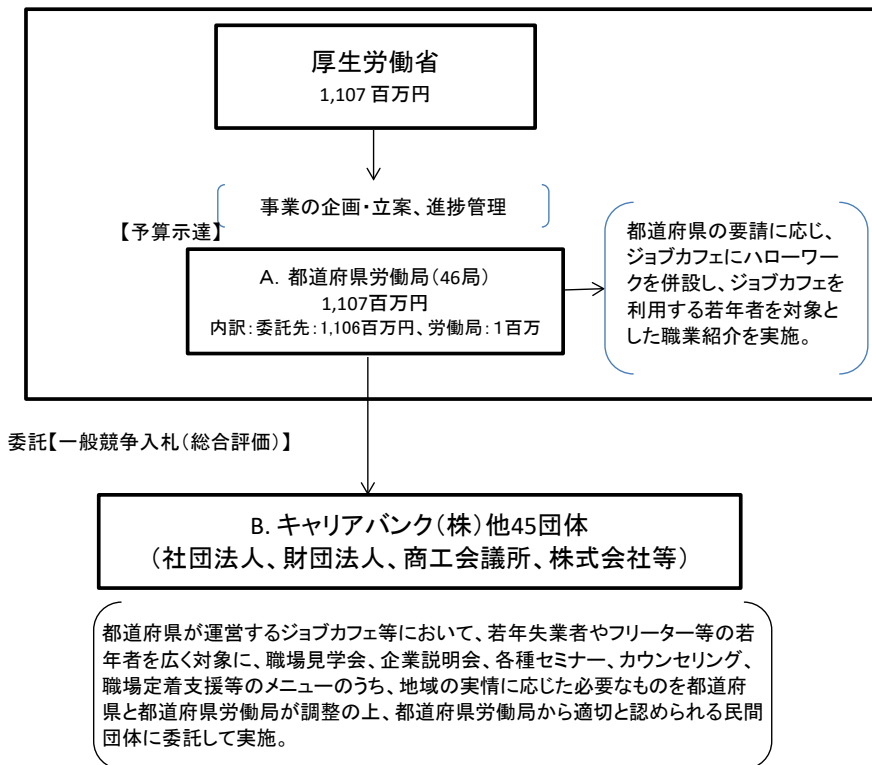 厚生労働省
1,107 百万円
事業の企画・立案、進捗管理
【予算示達】
A. 都道府県労働局(46局)
1,107百万円
内訳:委託先:1,106百万円、労働局:1百万
都道府県の要請に応じ、
ジョブカフェにハローワー
クを併設し、ジョブカフェを
利用する若年者を対象と
した職業紹介を実施。
委託【一般競争入札(総合評価)】
B. キャリアバンク(株)他45団体
(社団法人、財団法人、商工会議所、株式会社等)
都道府県が運営するジョブカフェ等において、若年失業者やフリーター等の若
年者を広く対象に、職場見学会、企業説明会、各種セミナー、カウンセリング、
職場定着支援等のメニューのうち、地域の実情に応じた必要なものを都道府
県と都道府県労働局が調整の上、都道府県労働局から適切と認められる民間
団体に委託して実施。